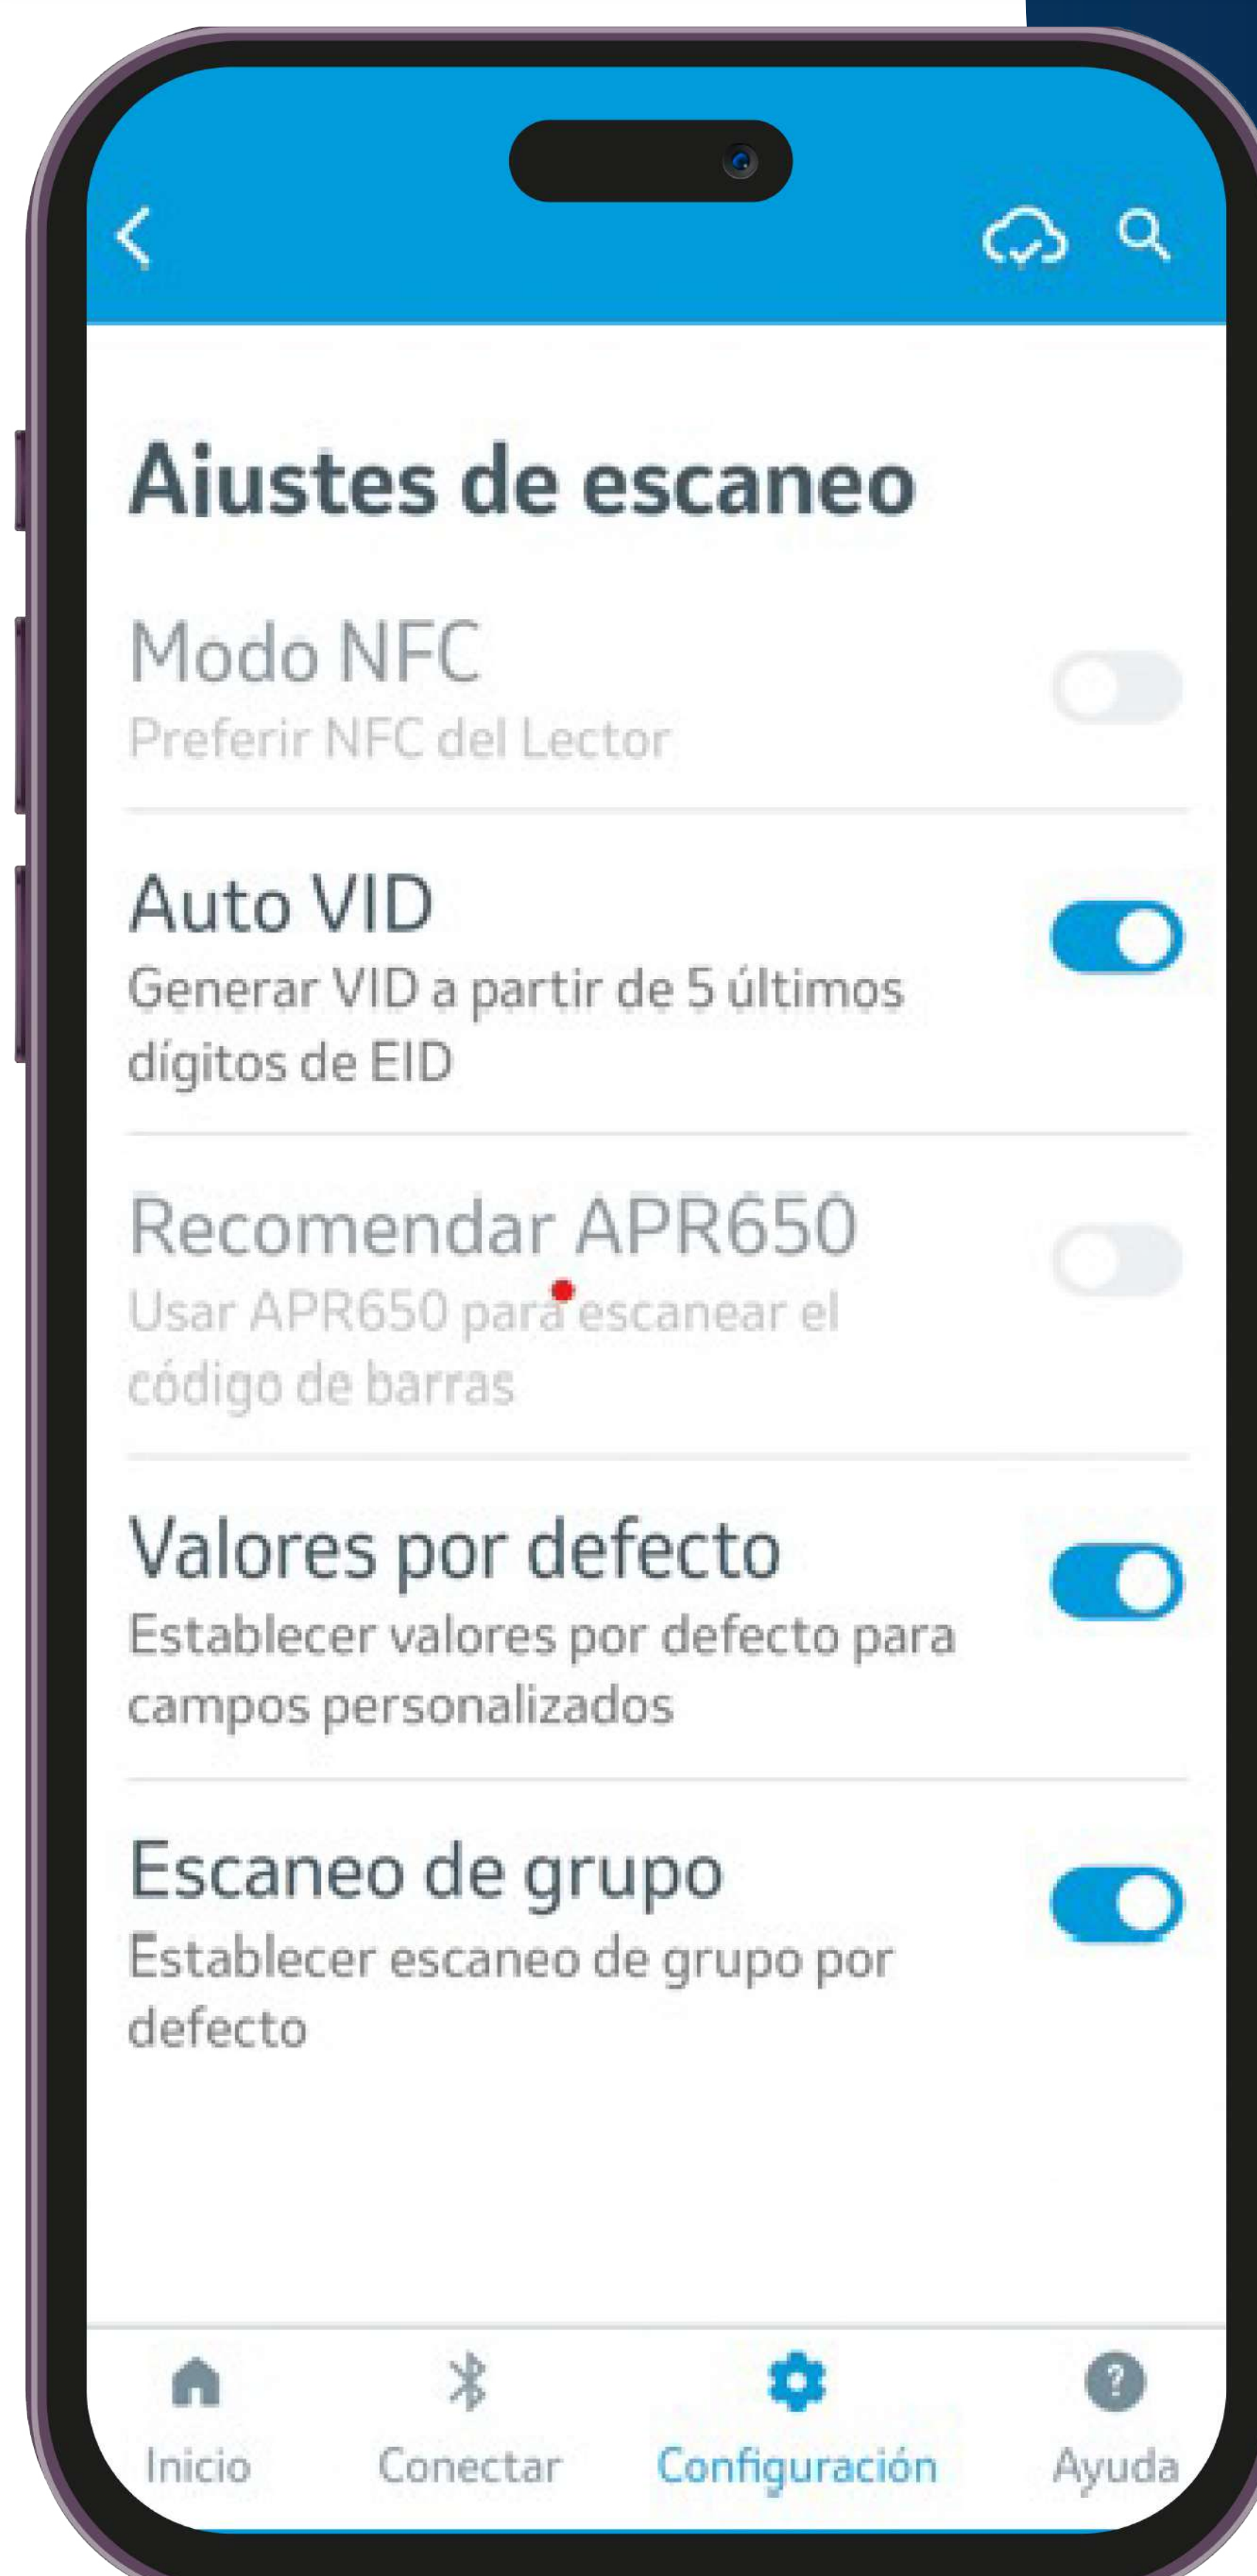 Ajustes de escaneo
Modo NFC
Preferir NFC del Lector
Auto VID
Generar VID a partir de 5 últimos
dígitos de EID
Recomendar APR650
Usar APR650 para escanear el
código de barras
Valores por defecto
Establecer valores por defecto para
campos personalizados
Escaneo de grupo
Establecer escaneo de grupo por
defecto
Inicio
Conectar
Configuración
Ayuda